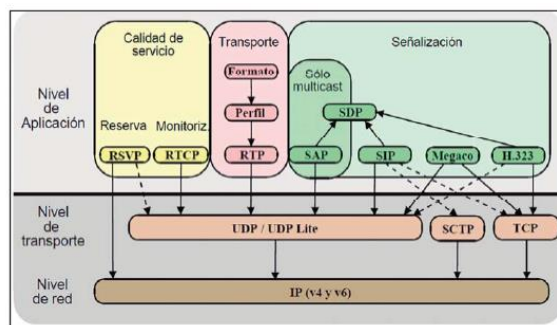 Calidad de
servicio
Transporte
Señalización
Formato
Sólo
multicast
Nivel
de
Aplicación
Perfil
SDP
Reserva
Monitoriz.
RSVP
RTCP
RTP
SAP
SIP
Megaco
H.323
Nivel
de
transporte
UDP / UDP Lite
SCTP
TCP
Nivel
de red
IP (v4 y v6)